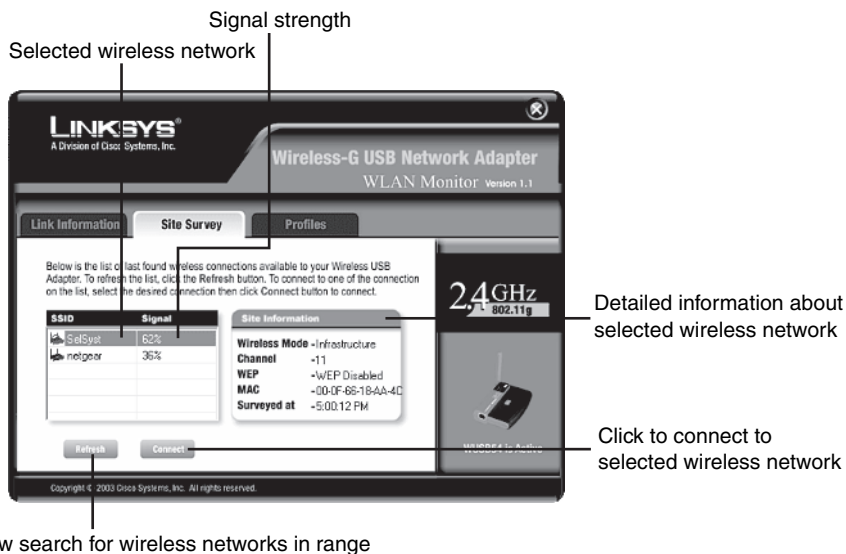 Signal strength
Selected wireless network
LINKSYS®
A Division of Cisco Systems, Inc.
Wireless-G USB Network Adapter
WLAN Monitor Version 1.1
Link Information
Site Survey
Profiles
Below is the list of last found wireless connections available to your Wireless USB
Adapter. To refresh the list, click the Refresh button. To connect to one of the connection
on the list, select the desired connection then click Connect button to connect.
2.4GHz
802.11g
SSID Signal
SelSyst 62%
netgear 36%
Site Information
Wireless Mode -Infrastructure
Channel -11
WEP -WEP Disabled
MAC -00-0F-66-18-AA-4C
Surveyed at -5:00:12 PM
Detailed information about
selected wireless network
Refresh
Connect
WUSB54 is Active
Click to connect to
selected wireless network
Copyright © 2003 Cisco Systems, Inc. All rights reserved.
search for wireless networks in range